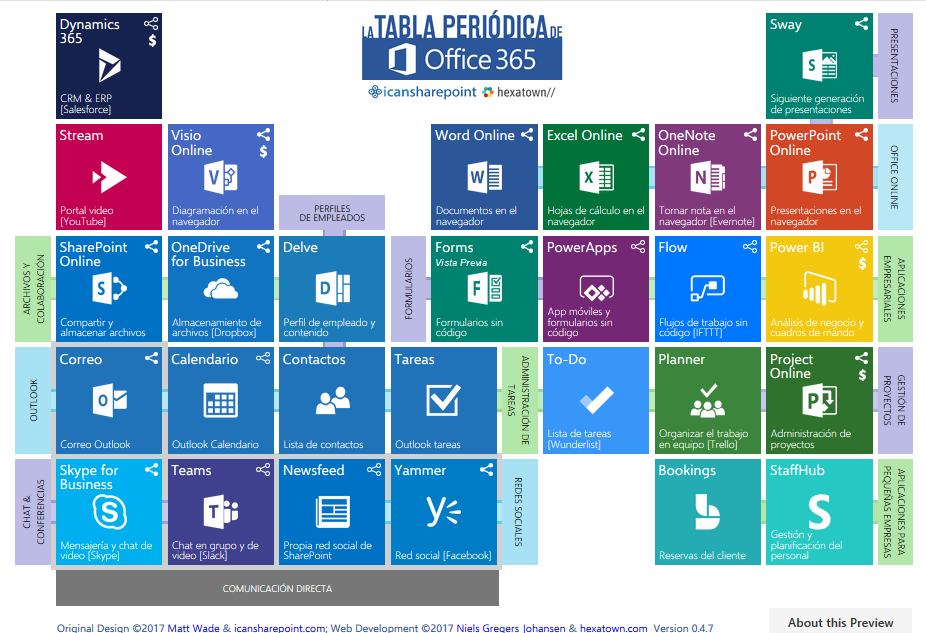 LA TABLA PERIÓDICA DE
Office 365
icansharepoint hexatown//
Dynamics
365
$
CRM & ERP
[Salesforce]
Sway
Siguiente generación
de presentaciones
PRESENTACIONES
Stream
Portal video
[YouTube]
Visio
Online
$
Diagramación en el
navegador
PERFILES
DE EMPLEADOS
Word Online
Documentos en el
navegador
Excel Online
Hojas de cálculo en el
navegador
OneNote
Online
Tomar nota en el
navegador [Evernote]
PowerPoint
Online
Presentaciones en el
navegador
OFFICE ONLINE
ARCHIVOS Y
COLABORACIÓN
SharePoint
Online
Compartir y
almacenar archivos
OneDrive
for Business
Almacenamiento de
archivos [Dropbox]
Delve
Perfil de empleado y
contenido
FORMULARIOS
Forms
Vista Previa
Formularios sin
código
PowerApps
App móviles y
formularios sin
código
Flow
Flujos de trabajo sin
código [IFTTT]
Power BI
$
Análisis de negocio y
cuadros de mando
APLICACIONES
EMPRESARIALES
OUTLOOK
Correo
Correo Outlook
Calendario
Outlook Calendario
Contactos
Lista de contactos
Tareas
Outlook tareas
ADMINISTRACIÓN DE
TAREAS
To-Do
Lista de tareas
[Wunderlist]
Planner
Organizar el trabajo
en equipo [Trello]
Project
Online
$
Administración de
proyectos
GESTIÓN DE
PROYECTOS
CHAT &
CONFERENCIAS
Skype for
Business
Mensajería y chat de
video [Skype]
Teams
Chat en grupo y de
video [Slack]
Newsfeed
Propia red social de
SharePoint
Yammer
Red social [Facebook]
REDES SOCIALES
Bookings
Reservas del cliente
StaffHub
Gestión y
planificación del
personal
APLICACIONES PARA
PEQUEÑAS EMPRESAS
COMUNICACIÓN DIRECTA
Original Design ©2017 Matt Wade & icansharepoint.com; Web Development ©2017 Niels Gregers Johansen & hexatown.com Version 0.4.7
About this Preview